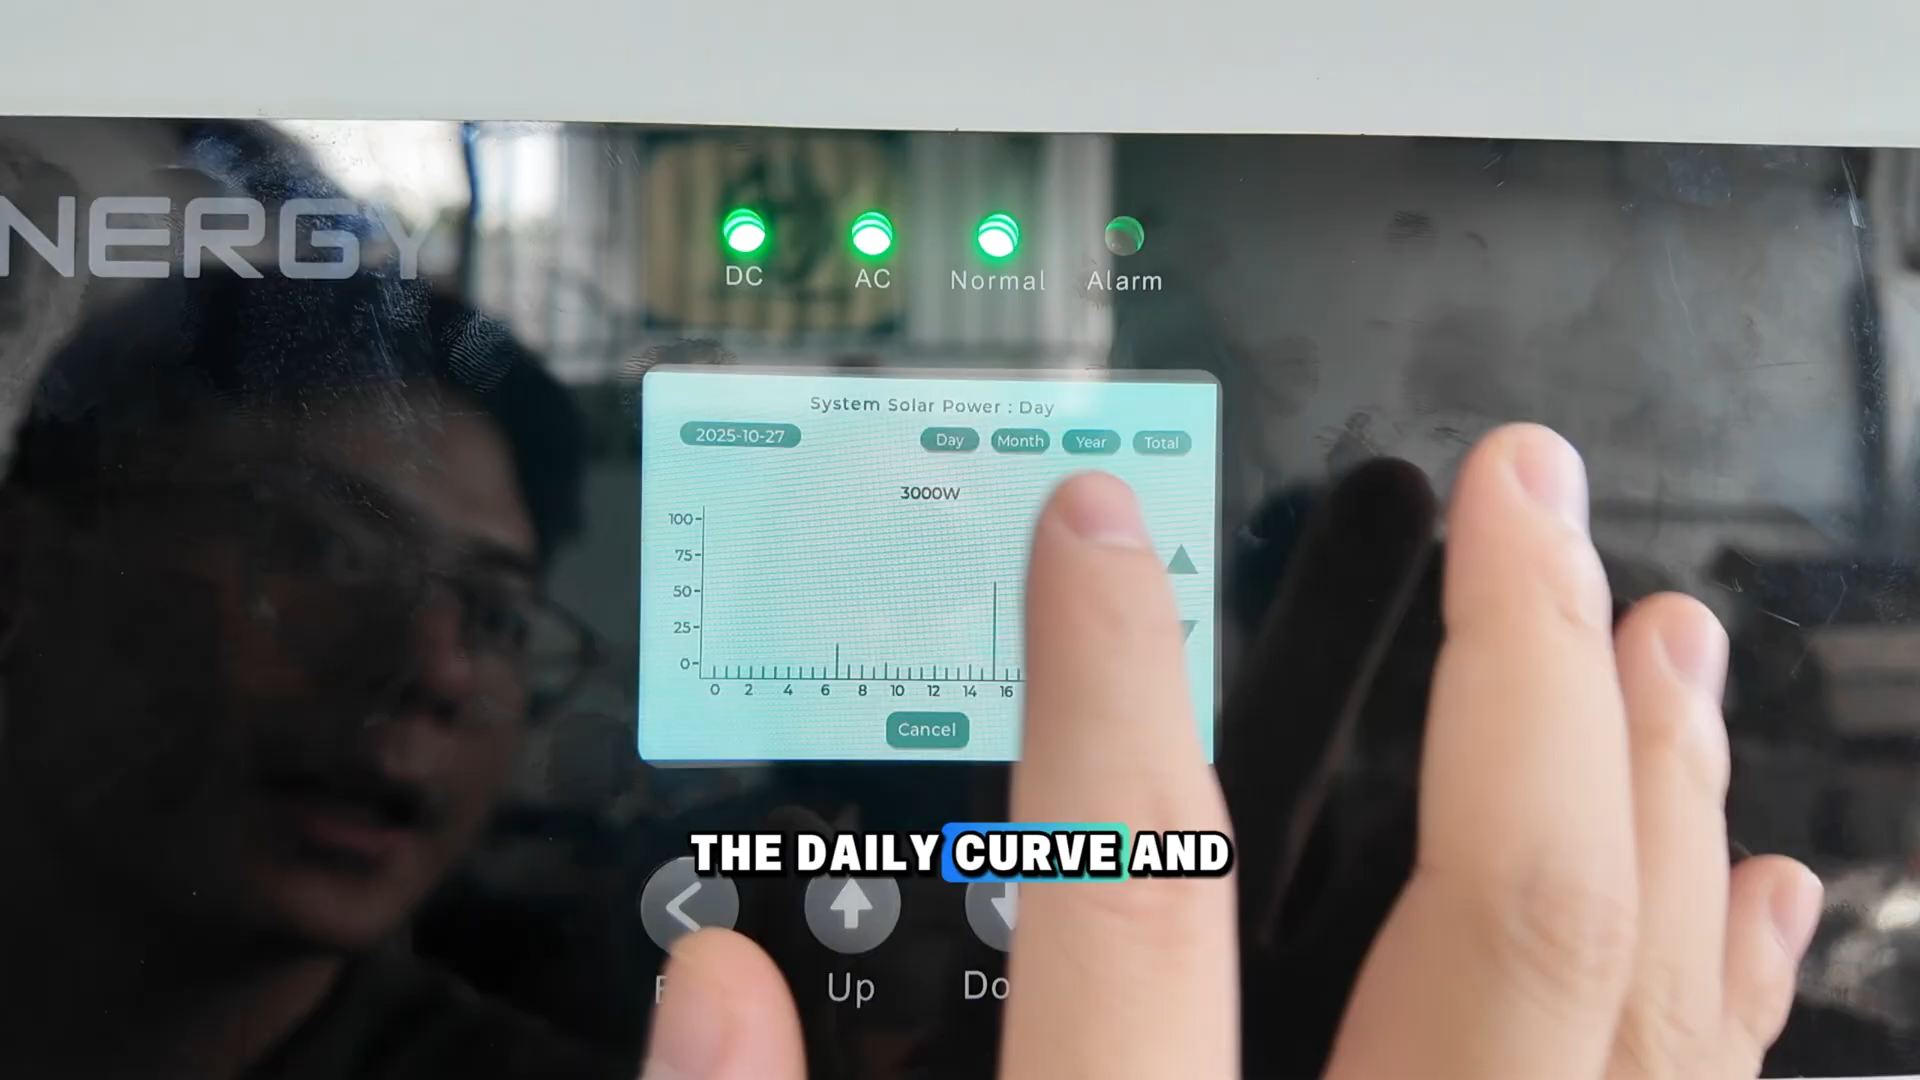 NERGY
DC AC Normal Alarm
System Solar Power : Day
2025-10-27 Day Month Year Total
3000W
100
75
50
25
0
0 2 4 6 8 10 12 14 16
Cancel
THE DAILY CURVE AND
Up Do